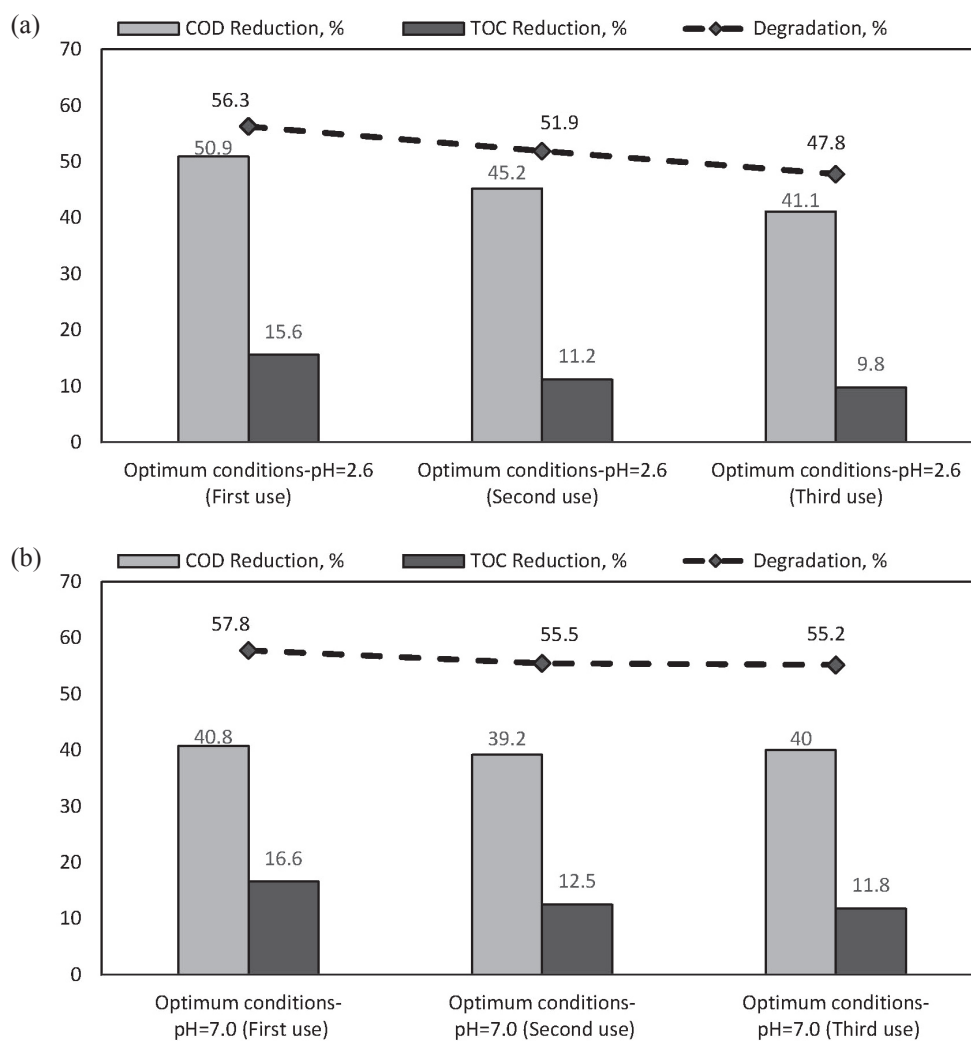 (a)
COD Reduction, % TOC Reduction, % Degradation, %
70
60
50
40
30
20
10
0
56.3
51.9
47.8
50.9
45.2
41.1
15.6
11.2
9.8
Optimum conditions-pH=2.6
(First use)
Optimum conditions-pH=2.6
(Second use)
Optimum conditions-pH=2.6
(Third use)
(b)
COD Reduction, % TOC Reduction, % Degradation, %
70
60
50
40
30
20
10
0
57.8
55.5
55.2
40.8
39.2
40
16.6
12.5
11.8
Optimum conditions-
pH=7.0 (First use)
Optimum conditions-
pH=7.0 (Second use)
Optimum conditions-
pH=7.0 (Third use)